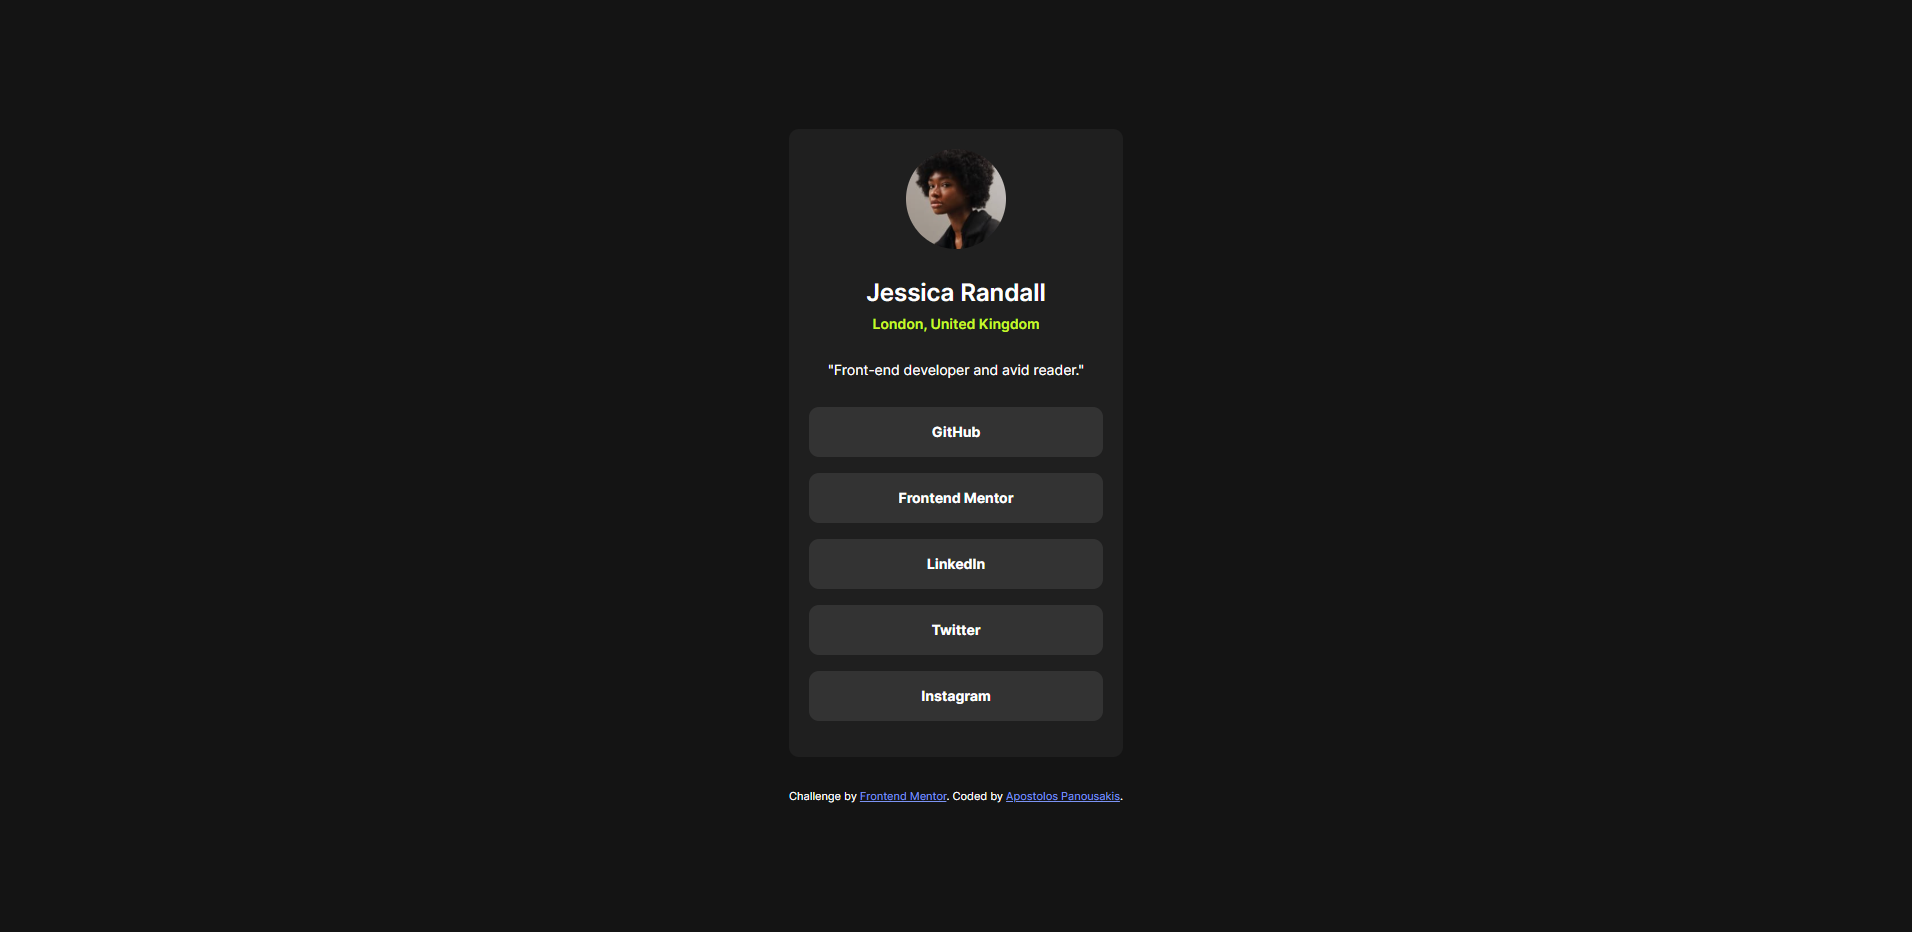 Jessica Randall
London, United Kingdom
"Front-end developer and avid reader."
GitHub
Frontend Mentor
LinkedIn
Twitter
Instagram
Challenge by Frontend Mentor. Coded by Apostolos Panousakis.